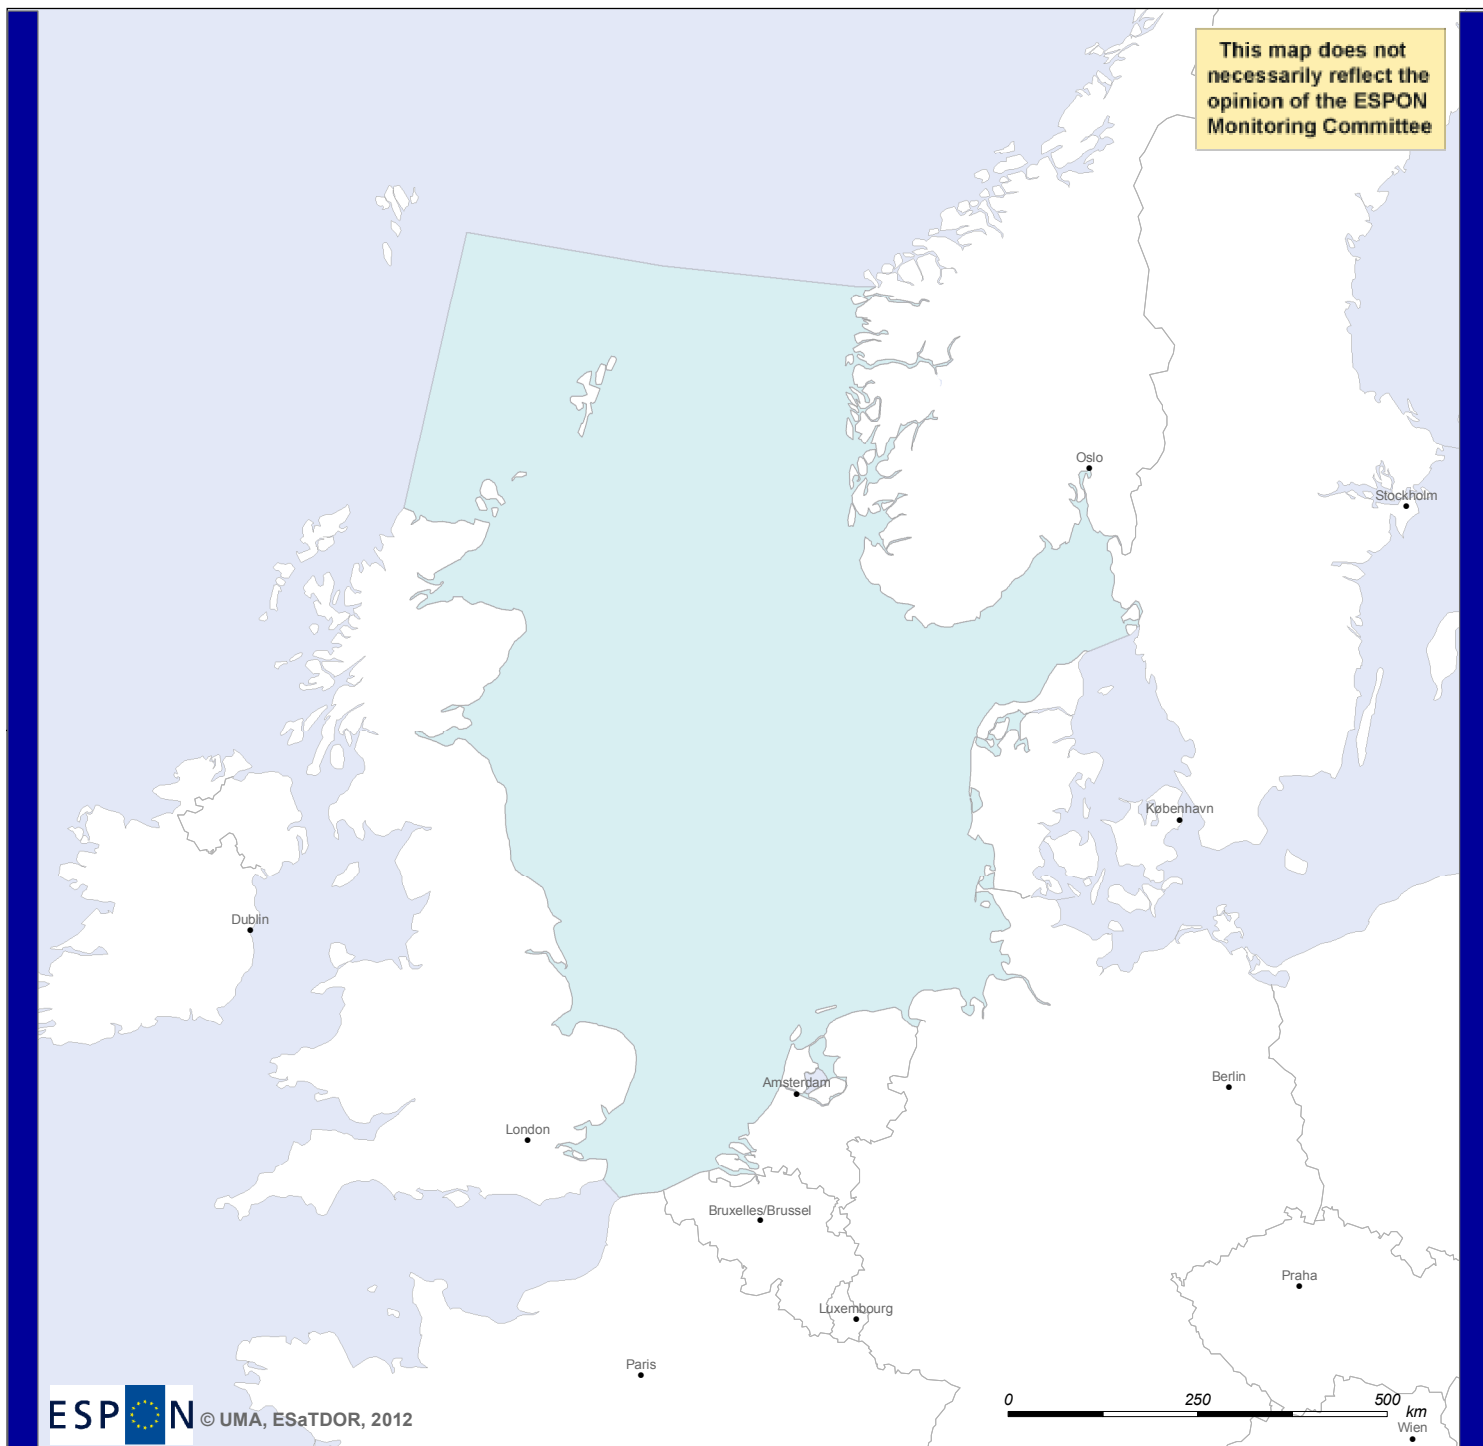 This map does not
necessarily reflect the
opinion of the ESPON
Monitoring Committee
Oslo
Stockholm
København
Dublin
Amsterdam
Berlin
London
Bruxelles/Brussel
Praha
Luxembourg
Paris
0 250 500
km
ESPON © UMA, ESaTDOR, 2012
Wien